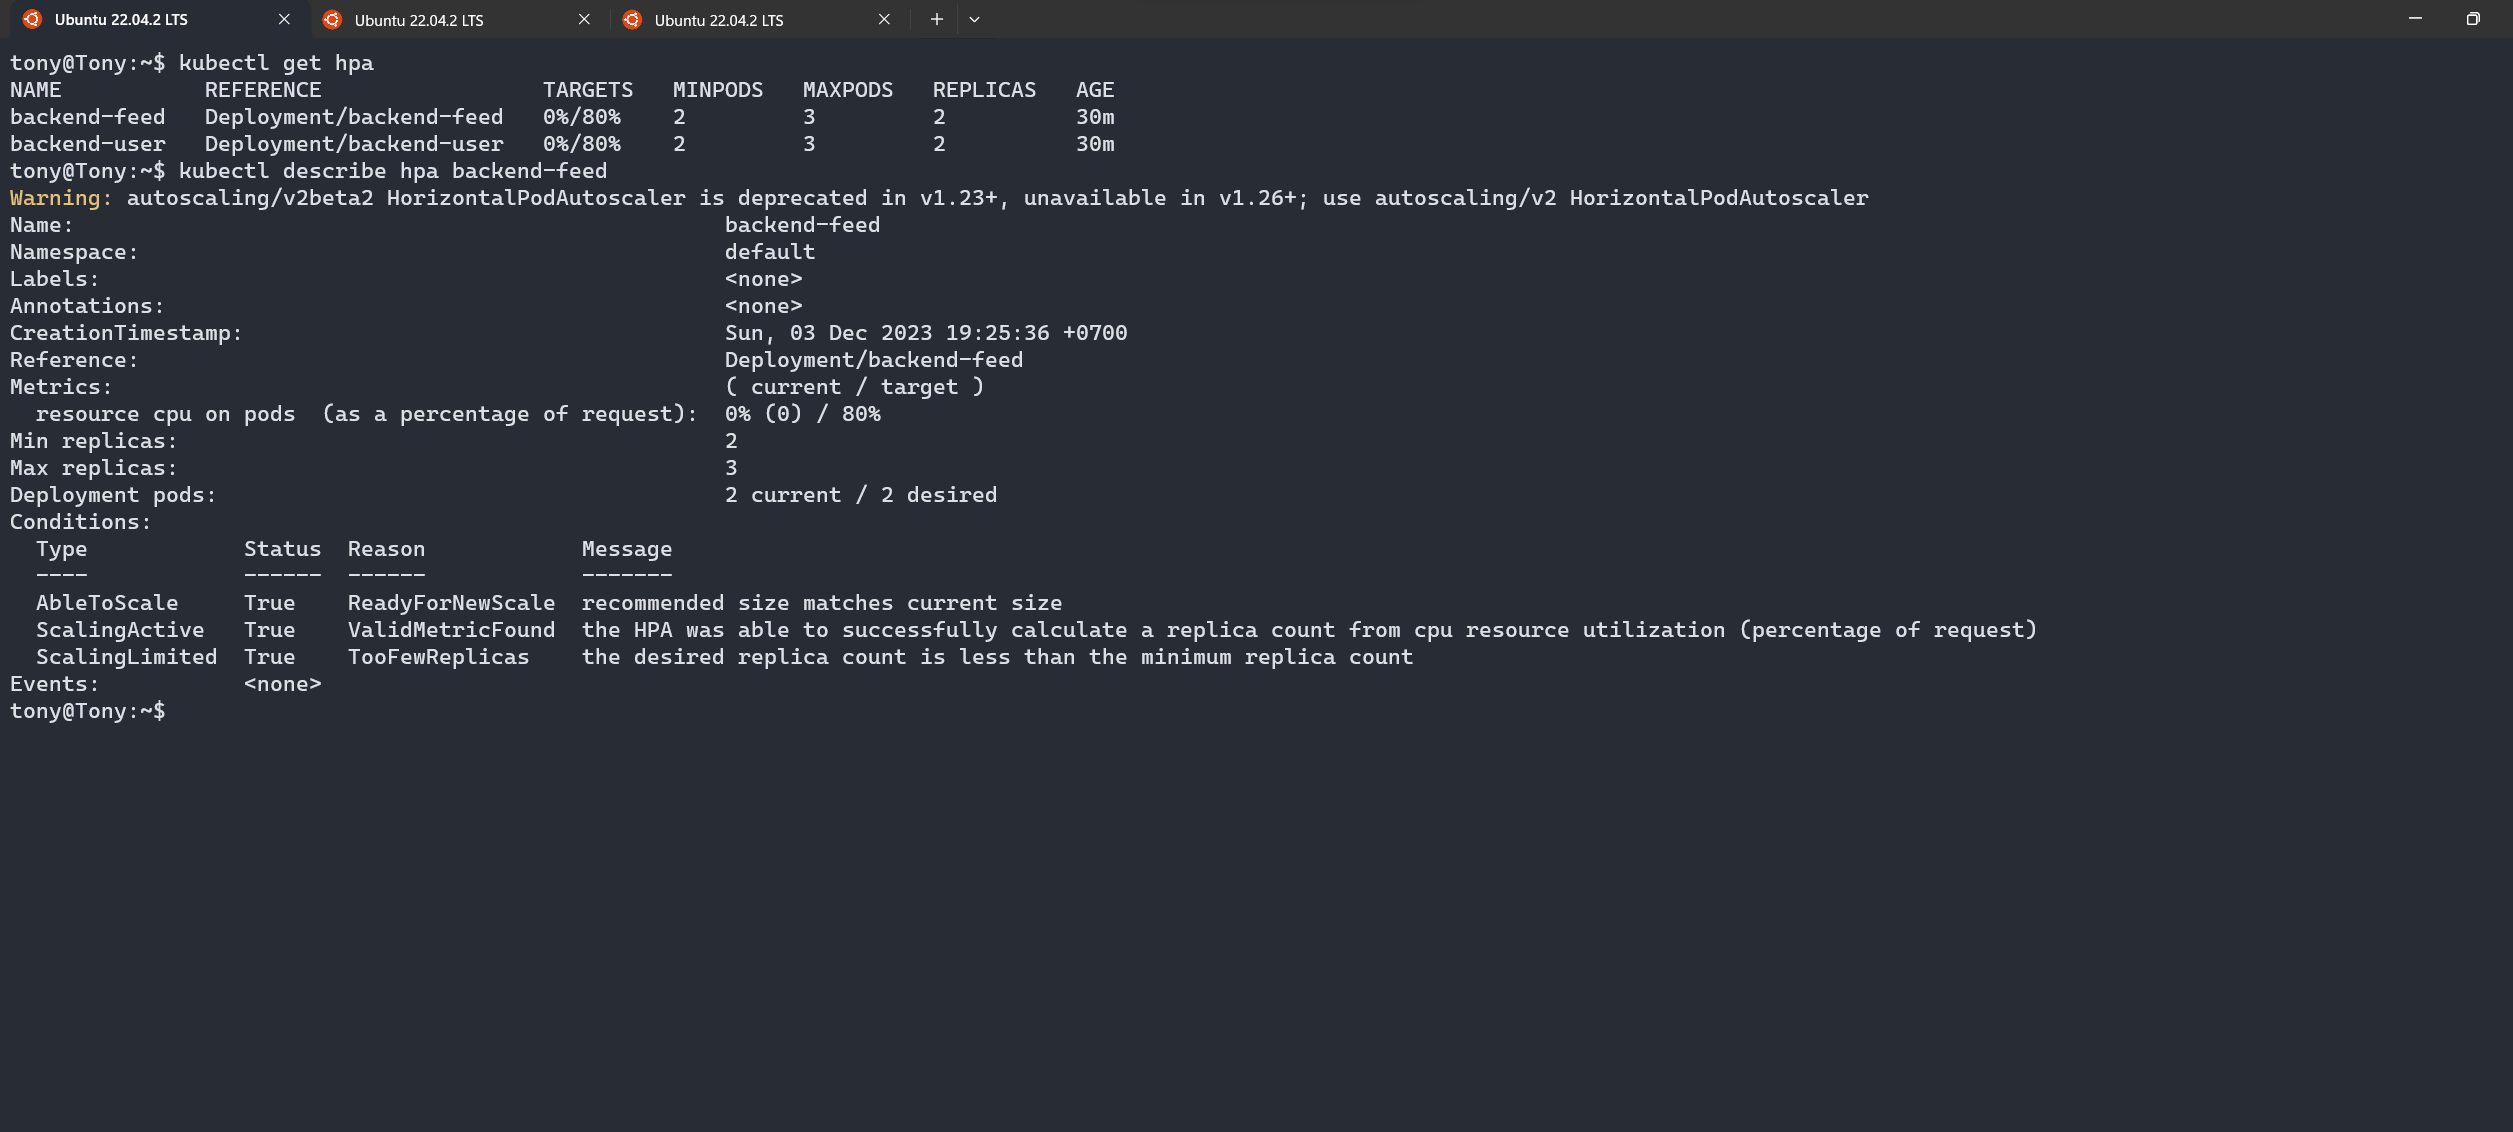 Ubuntu 22.04.2 LTS Ubuntu 22.04.2 LTS Ubuntu 22.04.2 LTS
tony@Tony:~$ kubectl get hpa
NAME           REFERENCE                 TARGETS   MINPODS   MAXPODS   REPLICAS   AGE
backend-feed   Deployment/backend-feed   0%/80%    2         3         2          30m
backend-user   Deployment/backend-user   0%/80%    2         3         2          30m
tony@Tony:~$ kubectl describe hpa backend-feed
Warning: autoscaling/v2beta2 HorizontalPodAutoscaler is deprecated in v1.23+, unavailable in v1.26+; use autoscaling/v2 HorizontalPodAutoscaler
Name:                                                  backend-feed
Namespace:                                             default
Labels:                                                <none>
Annotations:                                           <none>
CreationTimestamp:                                     Sun, 03 Dec 2023 19:25:36 +0700
Reference:                                             Deployment/backend-feed
Metrics:                                               ( current / target )
  resource cpu on pods  (as a percentage of request):  0% (0) / 80%
Min replicas:                                          2
Max replicas:                                          3
Deployment pods:                                       2 current / 2 desired
Conditions:
  Type            Status  Reason            Message
  ----            ------  ------            -------
  AbleToScale     True    ReadyForNewScale  recommended size matches current size
  ScalingActive   True    ValidMetricFound  the HPA was able to successfully calculate a replica count from cpu resource utilization (percentage of request)
  ScalingLimited  True    TooFewReplicas    the desired replica count is less than the minimum replica count
Events:           <none>
tony@Tony:~$